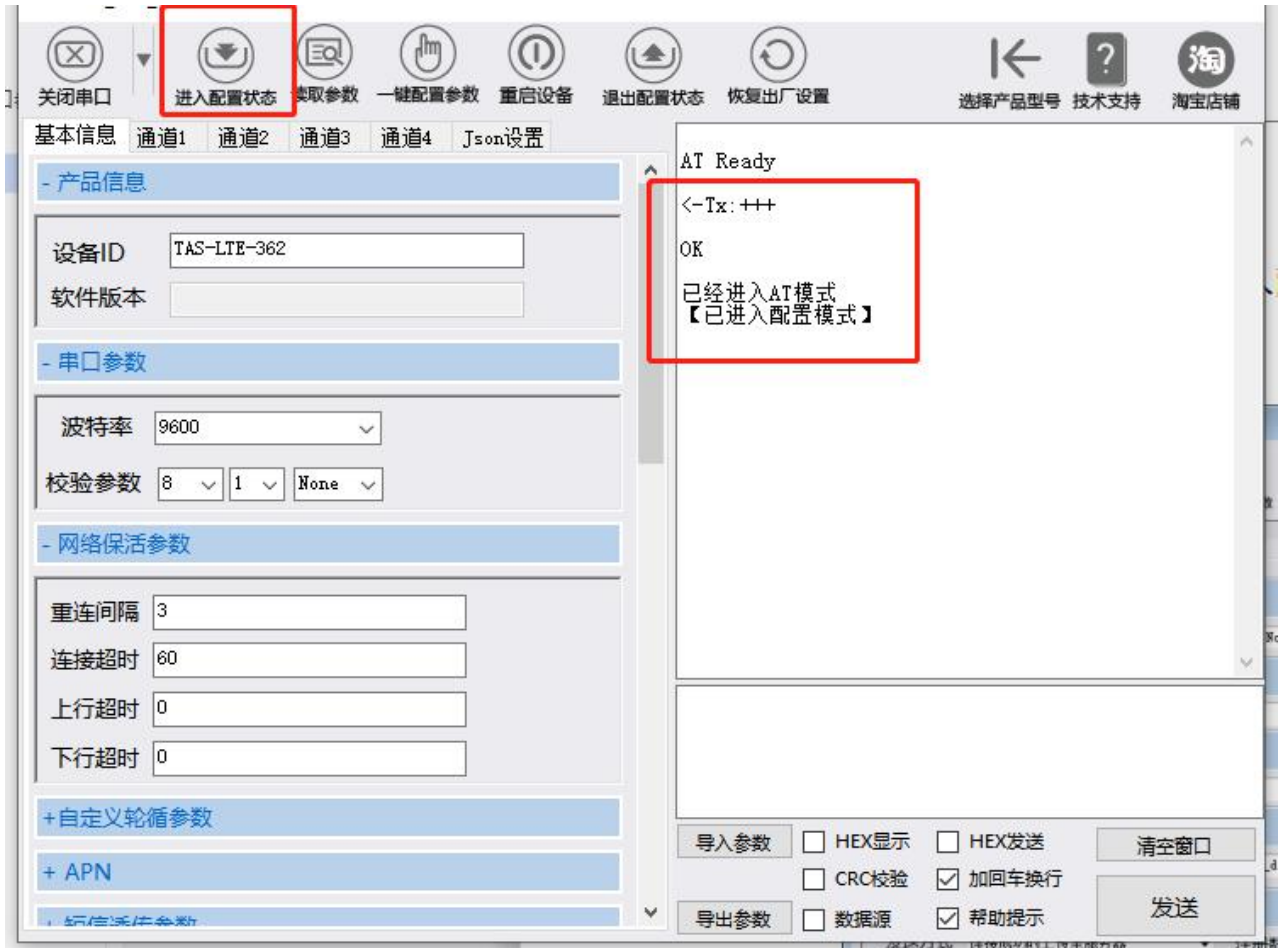 关闭串口
进入配置状态
读取参数
一键配置参数
重启设备
退出配置状态
恢复出厂设置
选择产品型号
技术支持
淘
淘宝店铺
基本信息 通道1 通道2 通道3 通道4 Json设置
- 产品信息
设备ID TAS-LTE-362
软件版本
- 串口参数
波特率 9600
校验参数 8 1 None
- 网络保活参数
重连间隔 3
连接超时 60
上行超时 0
下行超时 0
+自定义轮循参数
+ APN
+ 短信透传参数
AT Ready
<-Tx:+++
OK
已经进入AT模式
【已进入配置模式】
导入参数 HEX显示 HEX发送 清空窗口
CRC校验 加回车换行
导出参数 数据源 帮助提示 发送